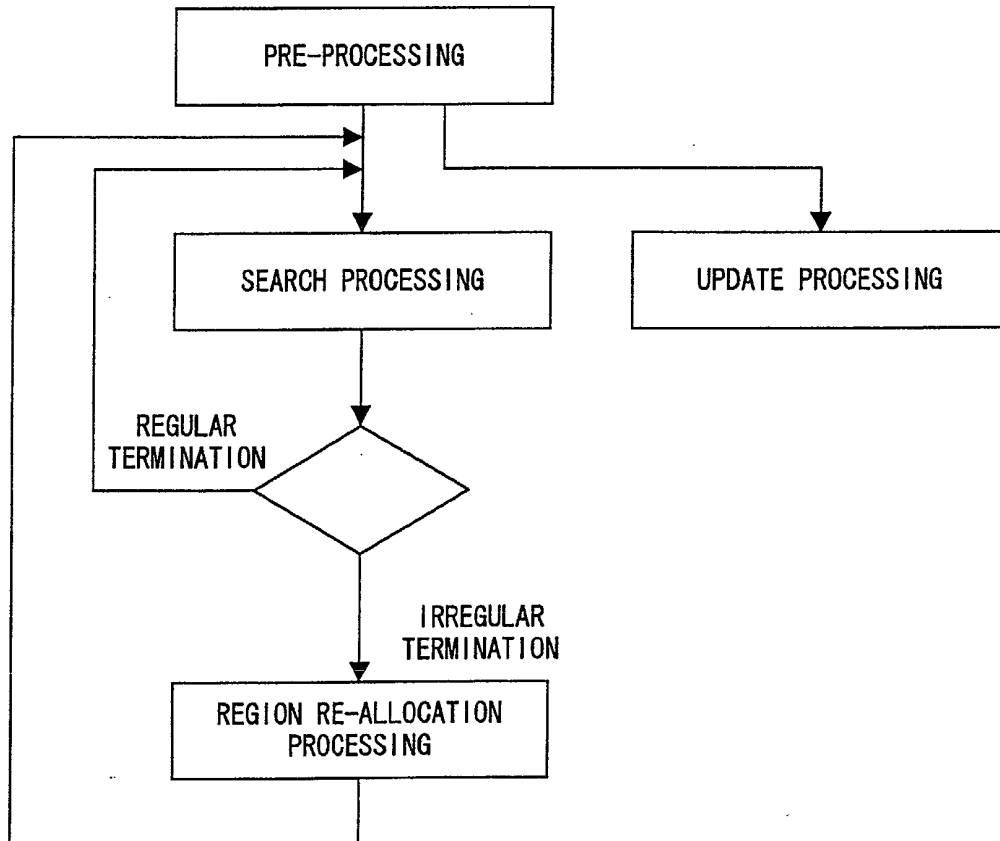 PRE-PROCESSING
SEARCH PROCESSING
UPDATE PROCESSING
REGULAR
TERMINATION
IRREGULAR
TERMINATION
REGION RE-ALLOCATION
PROCESSING